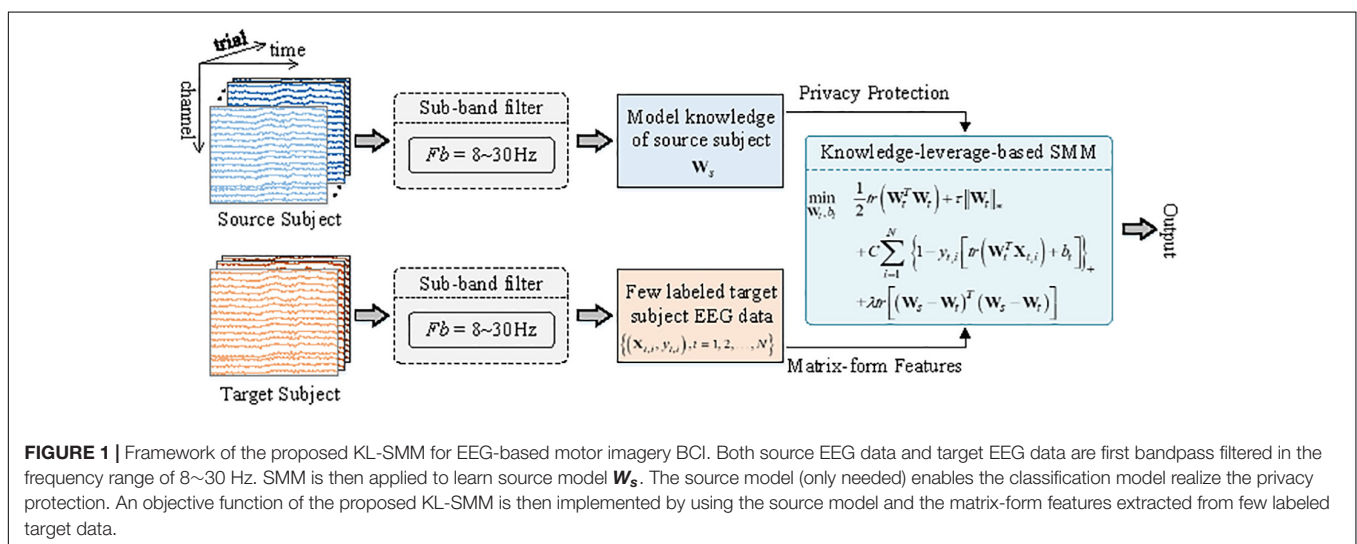 trial
time
channel
Source Subject
Sub-band filter
Fb = 8~30Hz
Model knowledge
of source subject
W_s
Privacy Protection
Knowledge-leverage-based SMM
min 1/2 tr(W_t^T W_t) + τ||W_t||_*
W_t, b_t
+ C ∑_{i=1}^{N} {1 − y_{t,i}[tr(W_t^T X_{t,i}) + b_t]}_+
+ λtr[(W_s − W_t)^T (W_s − W_t)]
Output
Target Subject
Sub-band filter
Fb = 8~30Hz
Few labeled target
subject EEG data
{(X_{t,i}, y_{t,i}), i = 1, 2, ..., N}
Matrix-form Features
FIGURE 1 | Framework of the proposed KL-SMM for EEG-based motor imagery BCI. Both source EEG data and target EEG data are first bandpass filtered in the
frequency range of 8~30 Hz. SMM is then applied to learn source model W_s. The source model (only needed) enables the classification model realize the privacy
protection. An objective function of the proposed KL-SMM is then implemented by using the source model and the matrix-form features extracted from few labeled
target data.